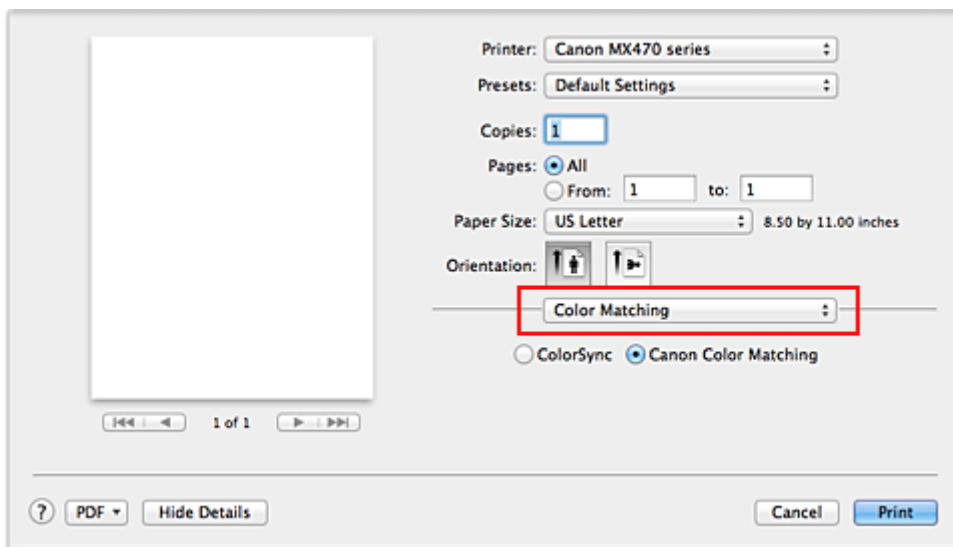 Printer: Canon MX470 series
Presets: Default Settings
Copies: 1
Pages: All
From: 1 to: 1
Paper Size: US Letter 8.50 by 11.00 inches
Orientation:
Color Matching
ColorSync Canon Color Matching
1 of 1
? PDF Hide Details Cancel Print